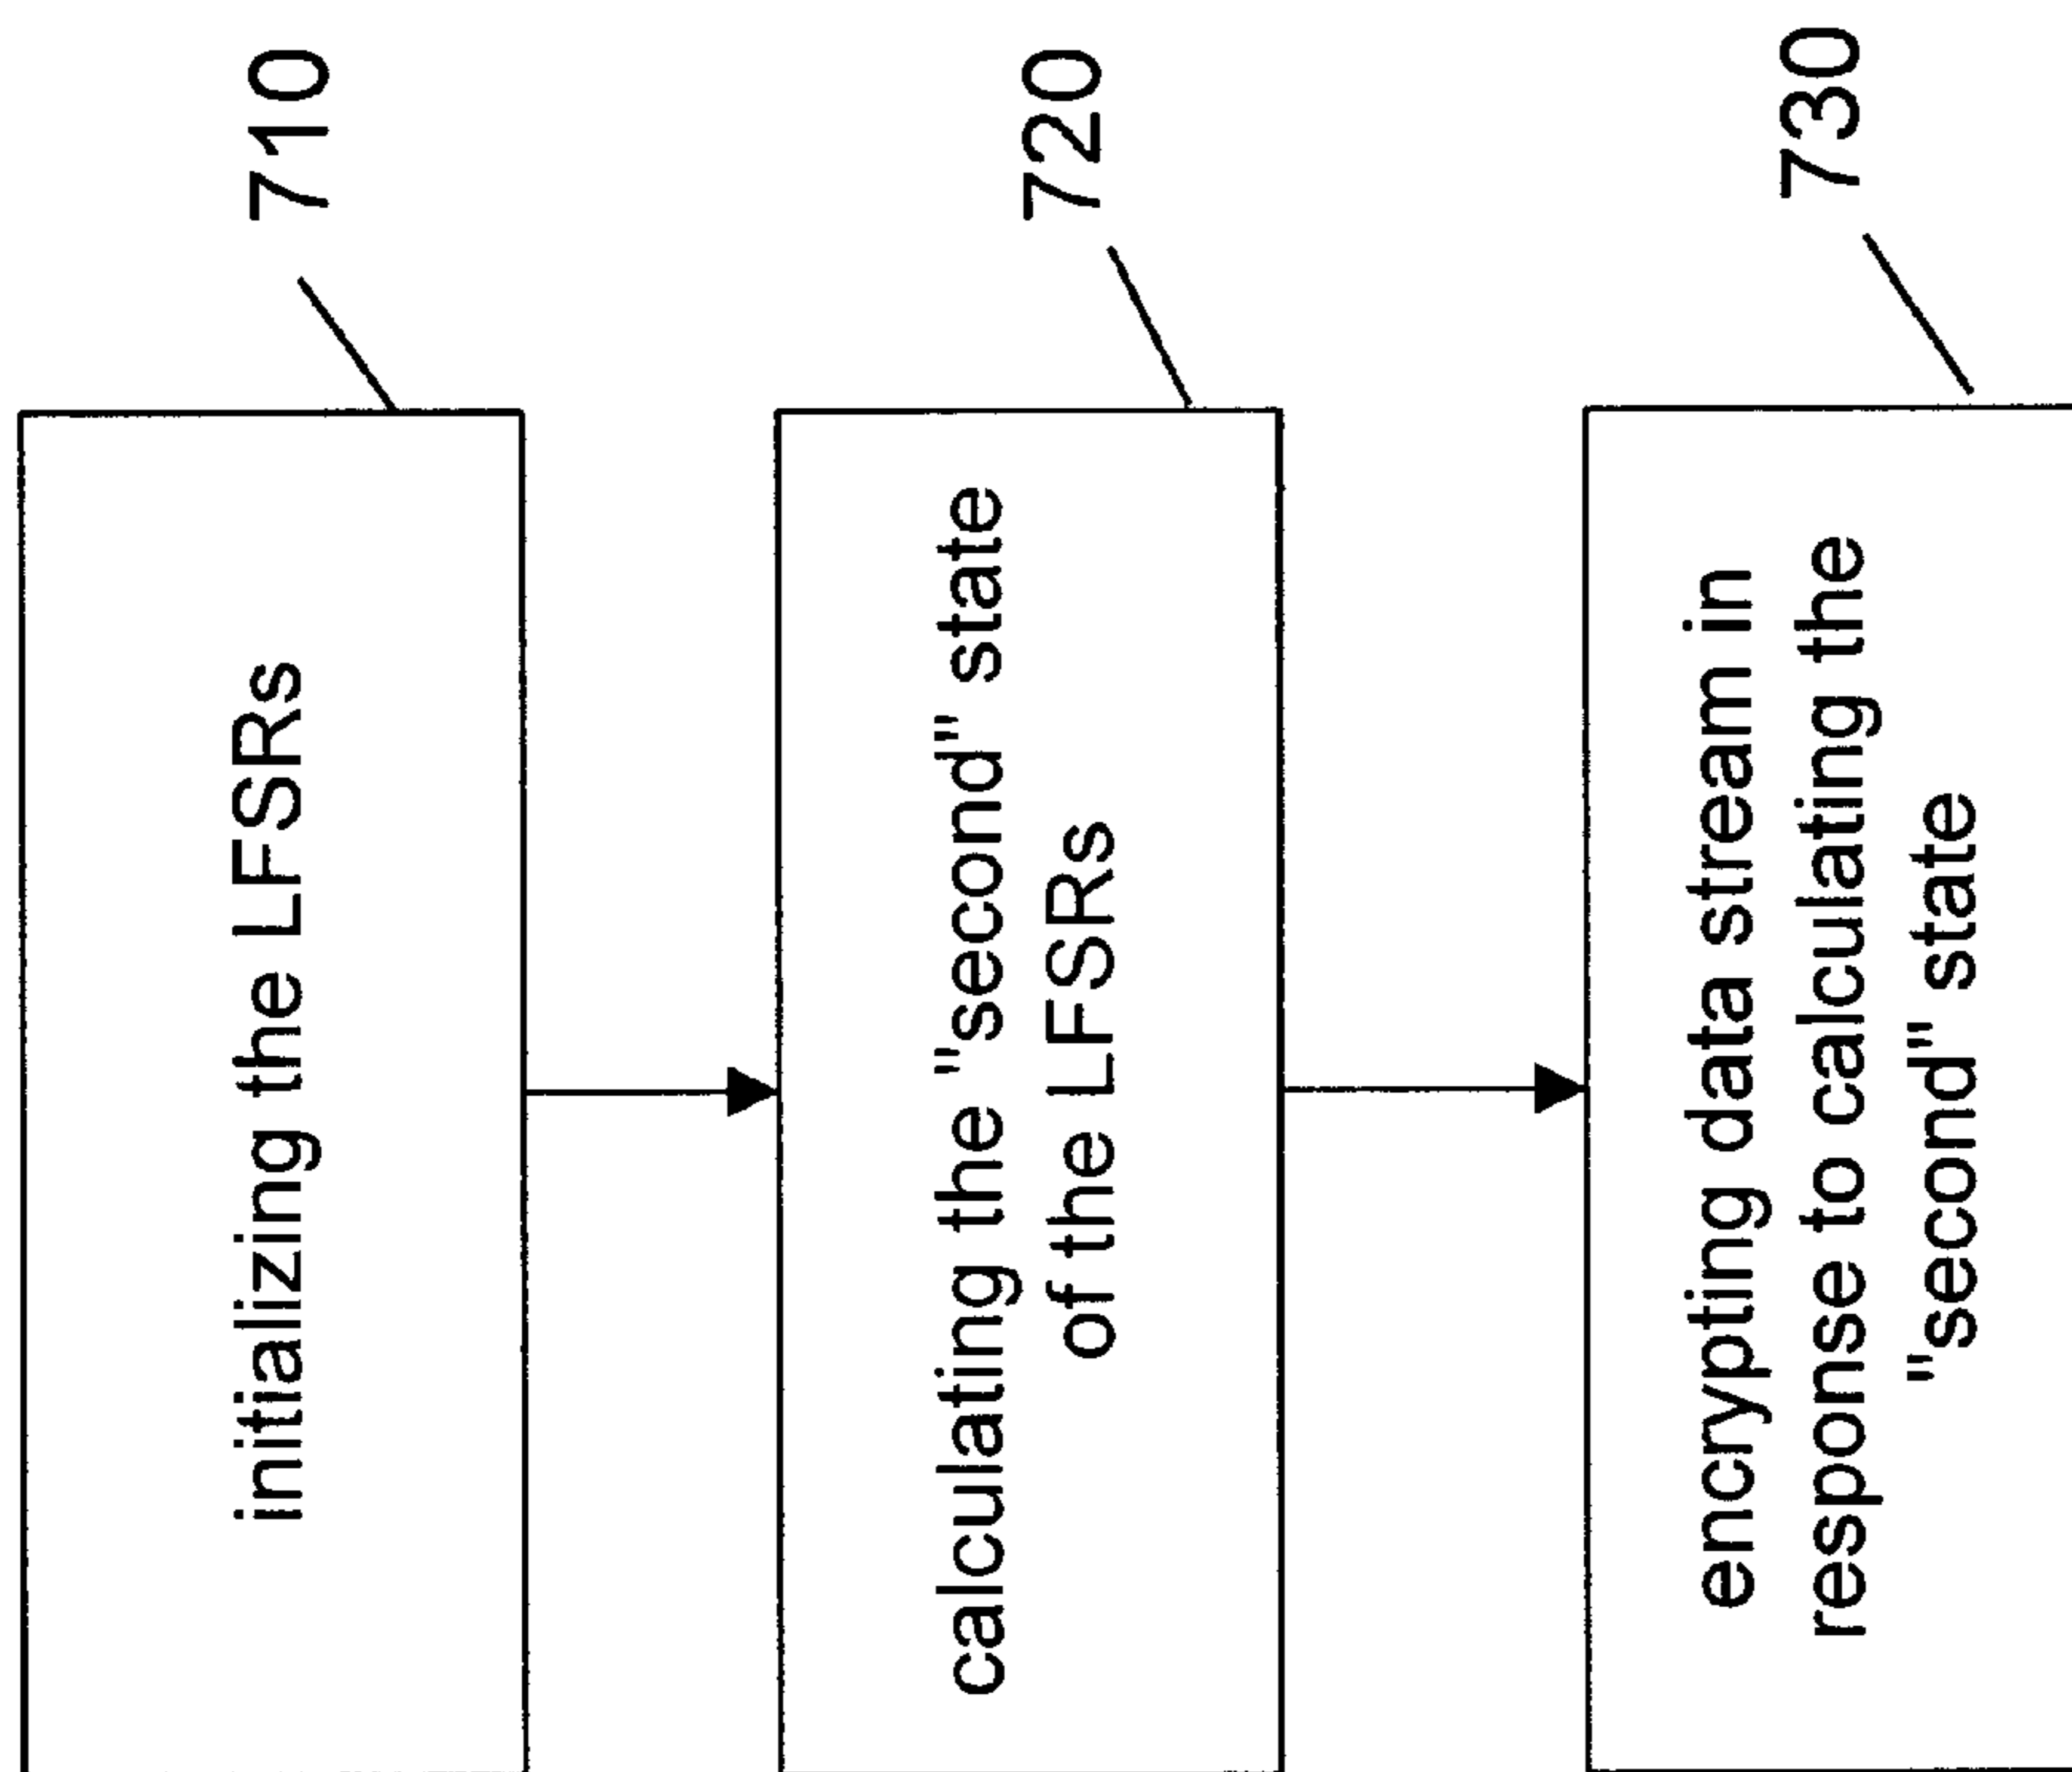 initializing the LFSRs
710
calculating the "second" state
of the LFSRs
720
encrypting data stream in
response to calculating the
"second" state
730